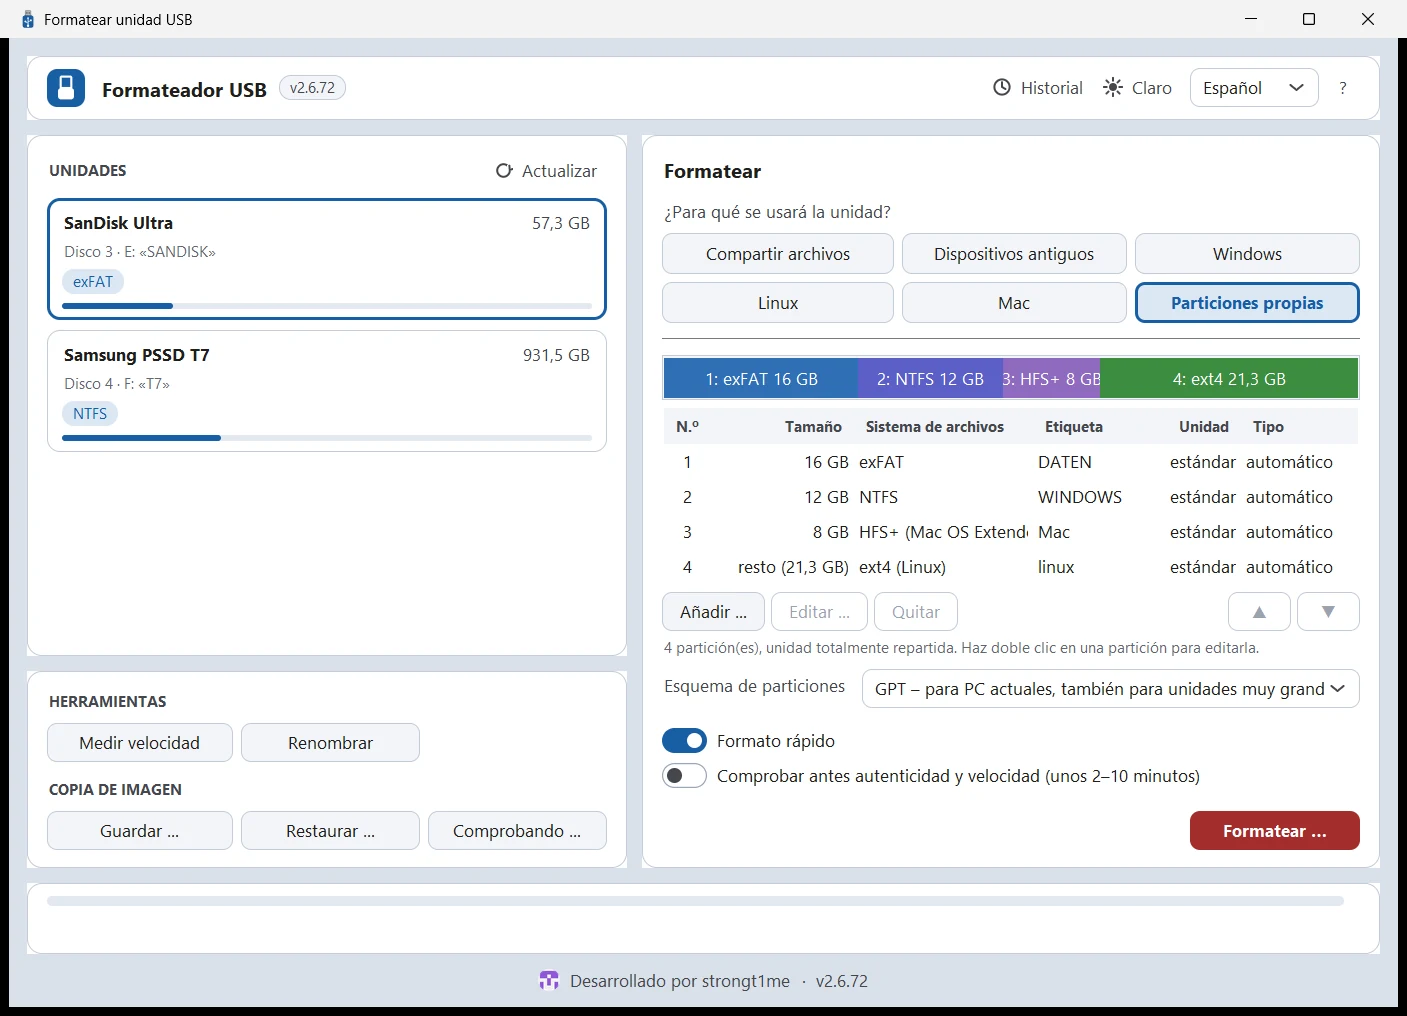 Formatear unidad USB
Formateador USB v2.6.72
Historial Claro Español ?
UNIDADES Actualizar
SanDisk Ultra 57,3 GB
Disco 3 · E: «SANDISK»
exFAT
Samsung PSSD T7 931,5 GB
Disco 4 · F: «T7»
NTFS
HERRAMIENTAS
Medir velocidad Renombrar
COPIA DE IMAGEN
Guardar ... Restaurar ... Comprobando ...
Formatear
¿Para qué se usará la unidad?
Compartir archivos Dispositivos antiguos Windows
Linux Mac Particiones propias
1: exFAT 16 GB 2: NTFS 12 GB 3: HFS+ 8 GB 4: ext4 21,3 GB
N.º Tamaño Sistema de archivos Etiqueta Unidad Tipo
1 16 GB exFAT DATEN estándar automático
2 12 GB NTFS WINDOWS estándar automático
3 8 GB HFS+ (Mac OS Extend Mac estándar automático
4 resto (21,3 GB) ext4 (Linux) linux estándar automático
Añadir ... Editar ... Quitar ▲ ▼
4 partición(es), unidad totalmente repartida. Haz doble clic en una partición para editarla.
Esquema de particiones GPT – para PC actuales, también para unidades muy grand
Formato rápido
Comprobar antes autenticidad y velocidad (unos 2–10 minutos)
Formatear ...
Desarrollado por strongt1me · v2.6.72